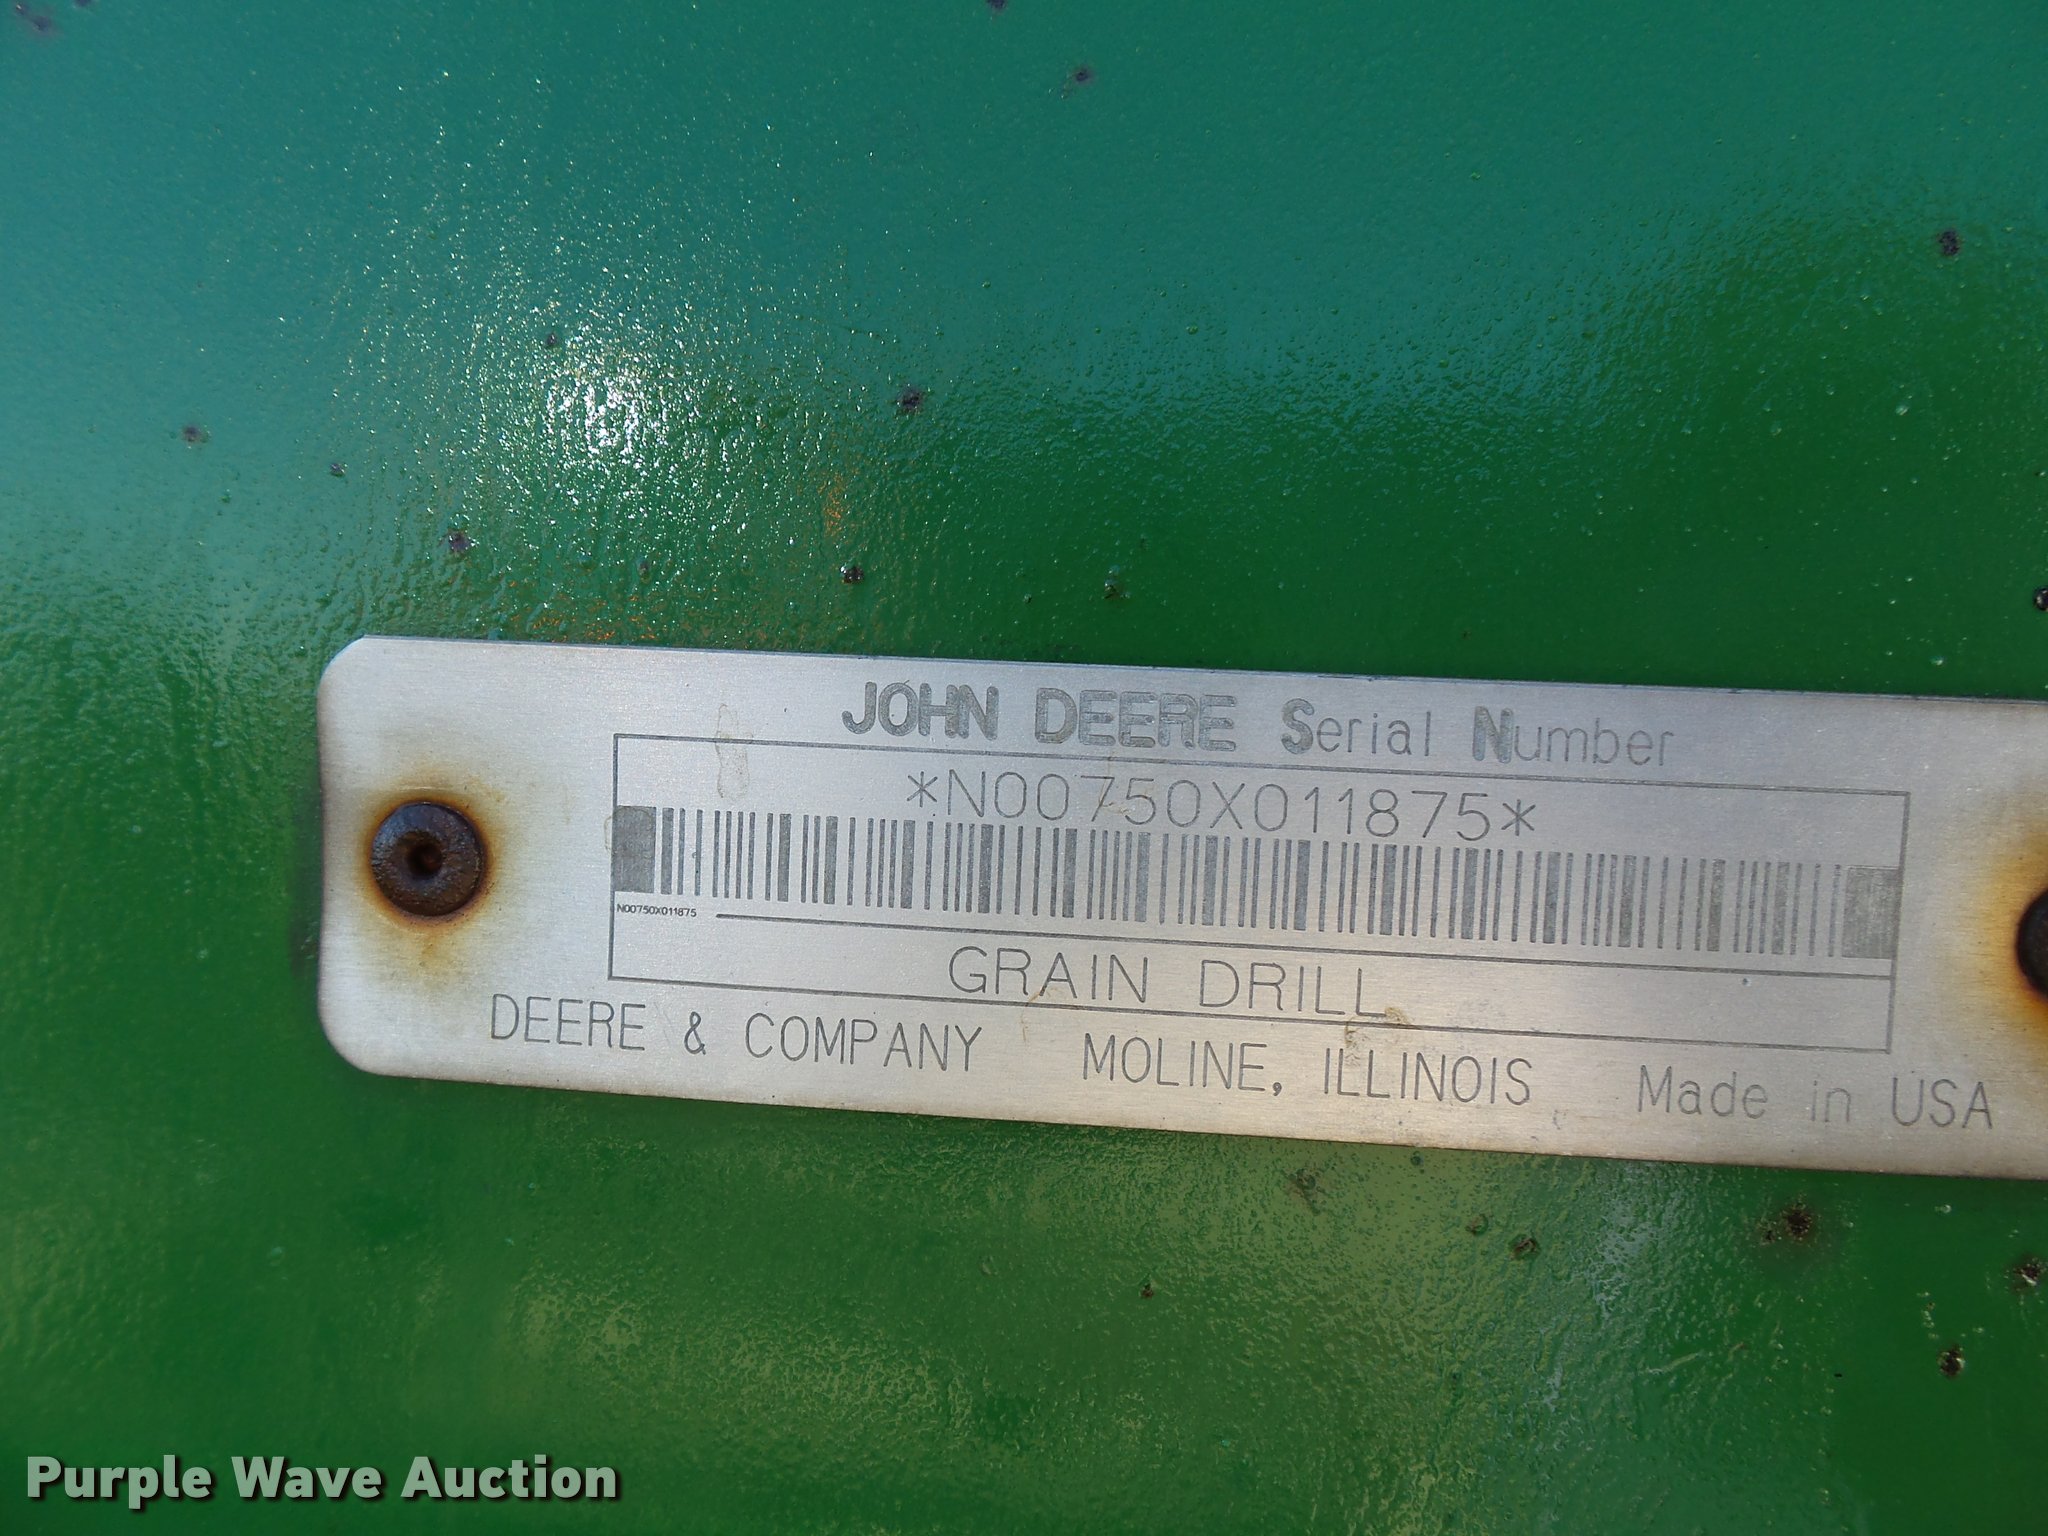 JOHN DEERE Serial Number
*N00750X011875*
N00750X011875
GRAIN DRILL
DEERE & COMPANY MOLINE, ILLINOIS Made in USA
Purple Wave Auction